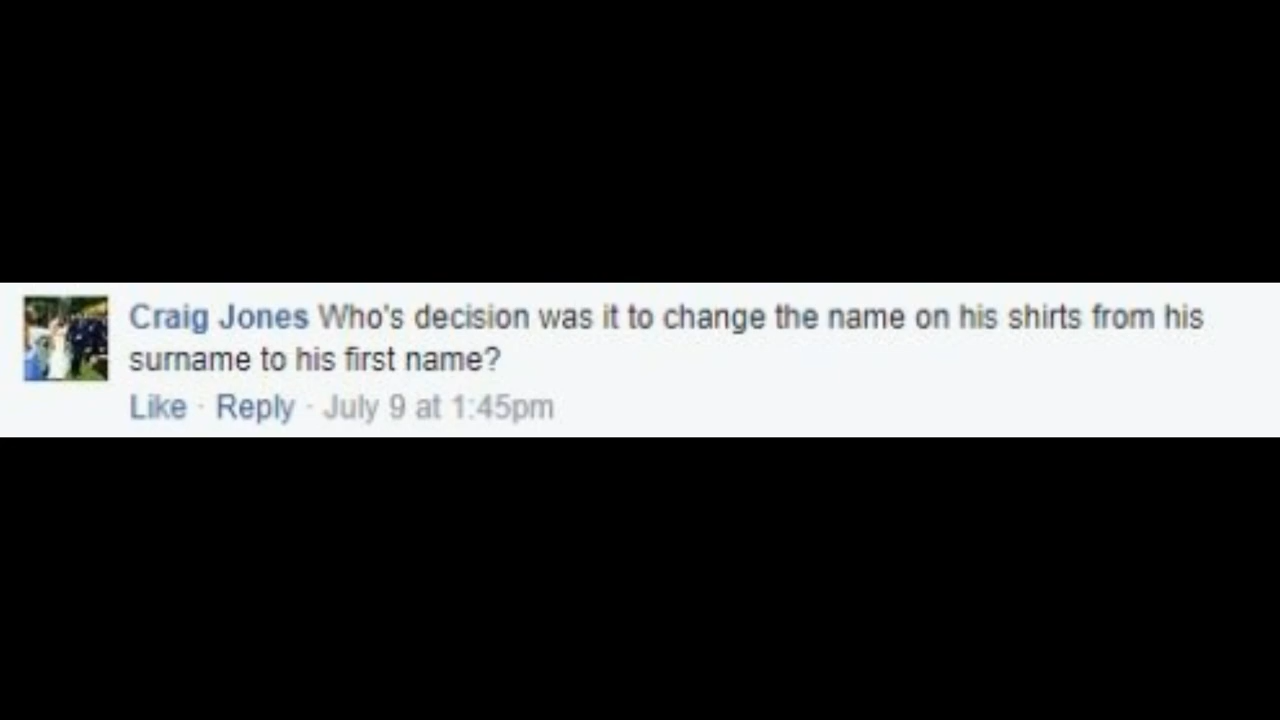 Craig Jones Who's decision was it to change the name on his shirts from his
surname to his first name?
Like · Reply · July 9 at 1:45pm